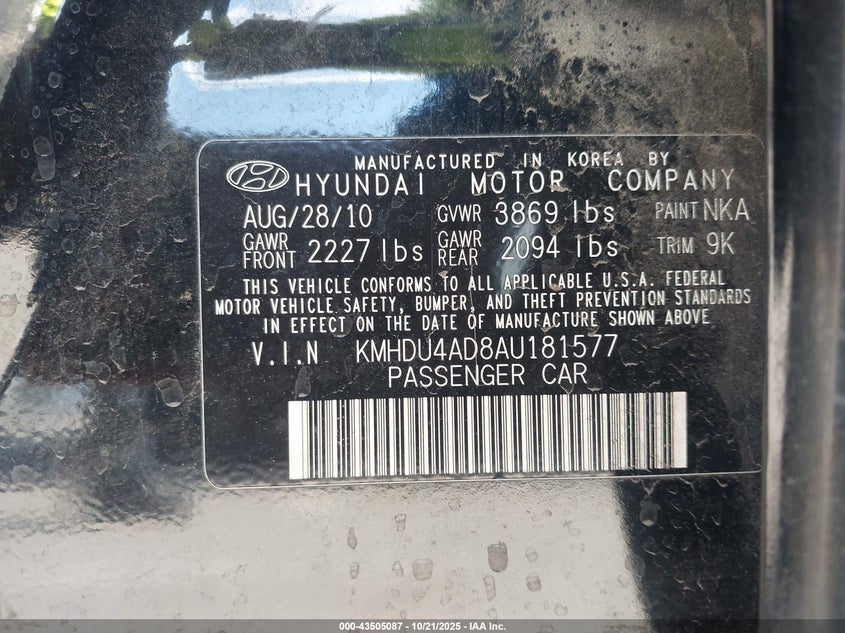 MANUFACTURED IN KOREA BY
HYUNDAI MOTOR COMPANY
AUG/28/10 GVWR 3869 lbs PAINT NKA
GAWR FRONT 2227 lbs GAWR REAR 2094 lbs TRIM 9K
THIS VEHICLE CONFORMS TO ALL APPLICABLE U.S.A. FEDERAL
MOTOR VEHICLE SAFETY, BUMPER, AND THEFT PREVENTION STANDARDS
IN EFFECT ON THE DATE OF MANUFACTURE SHOWN ABOVE
V.I.N KMHDU4AD8AU181577
PASSENGER CAR
000-43505087 - 10/21/2025 - IAA Inc.